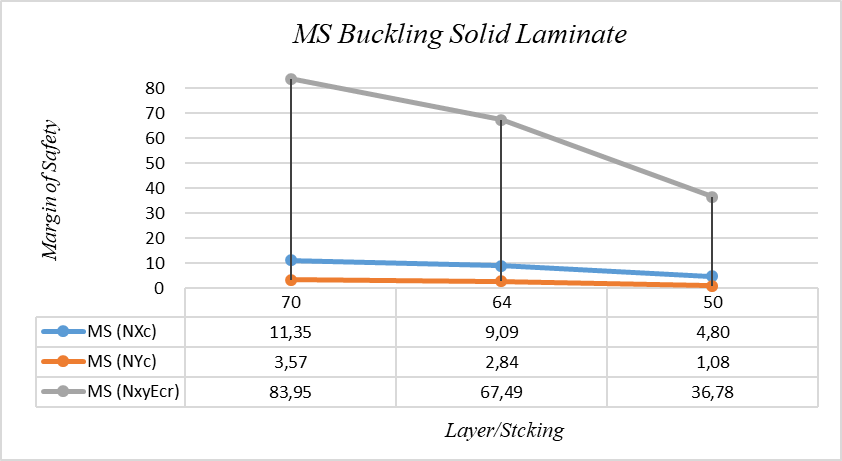 MS Buckling Solid Laminate
Margin of Safety
80
70
60
50
40
30
20
10
0
70 64 50
MS (NXc) 11,35 9,09 4,80
MS (NYc) 3,57 2,84 1,08
MS (NxyEcr) 83,95 67,49 36,78
Layer/Stcking